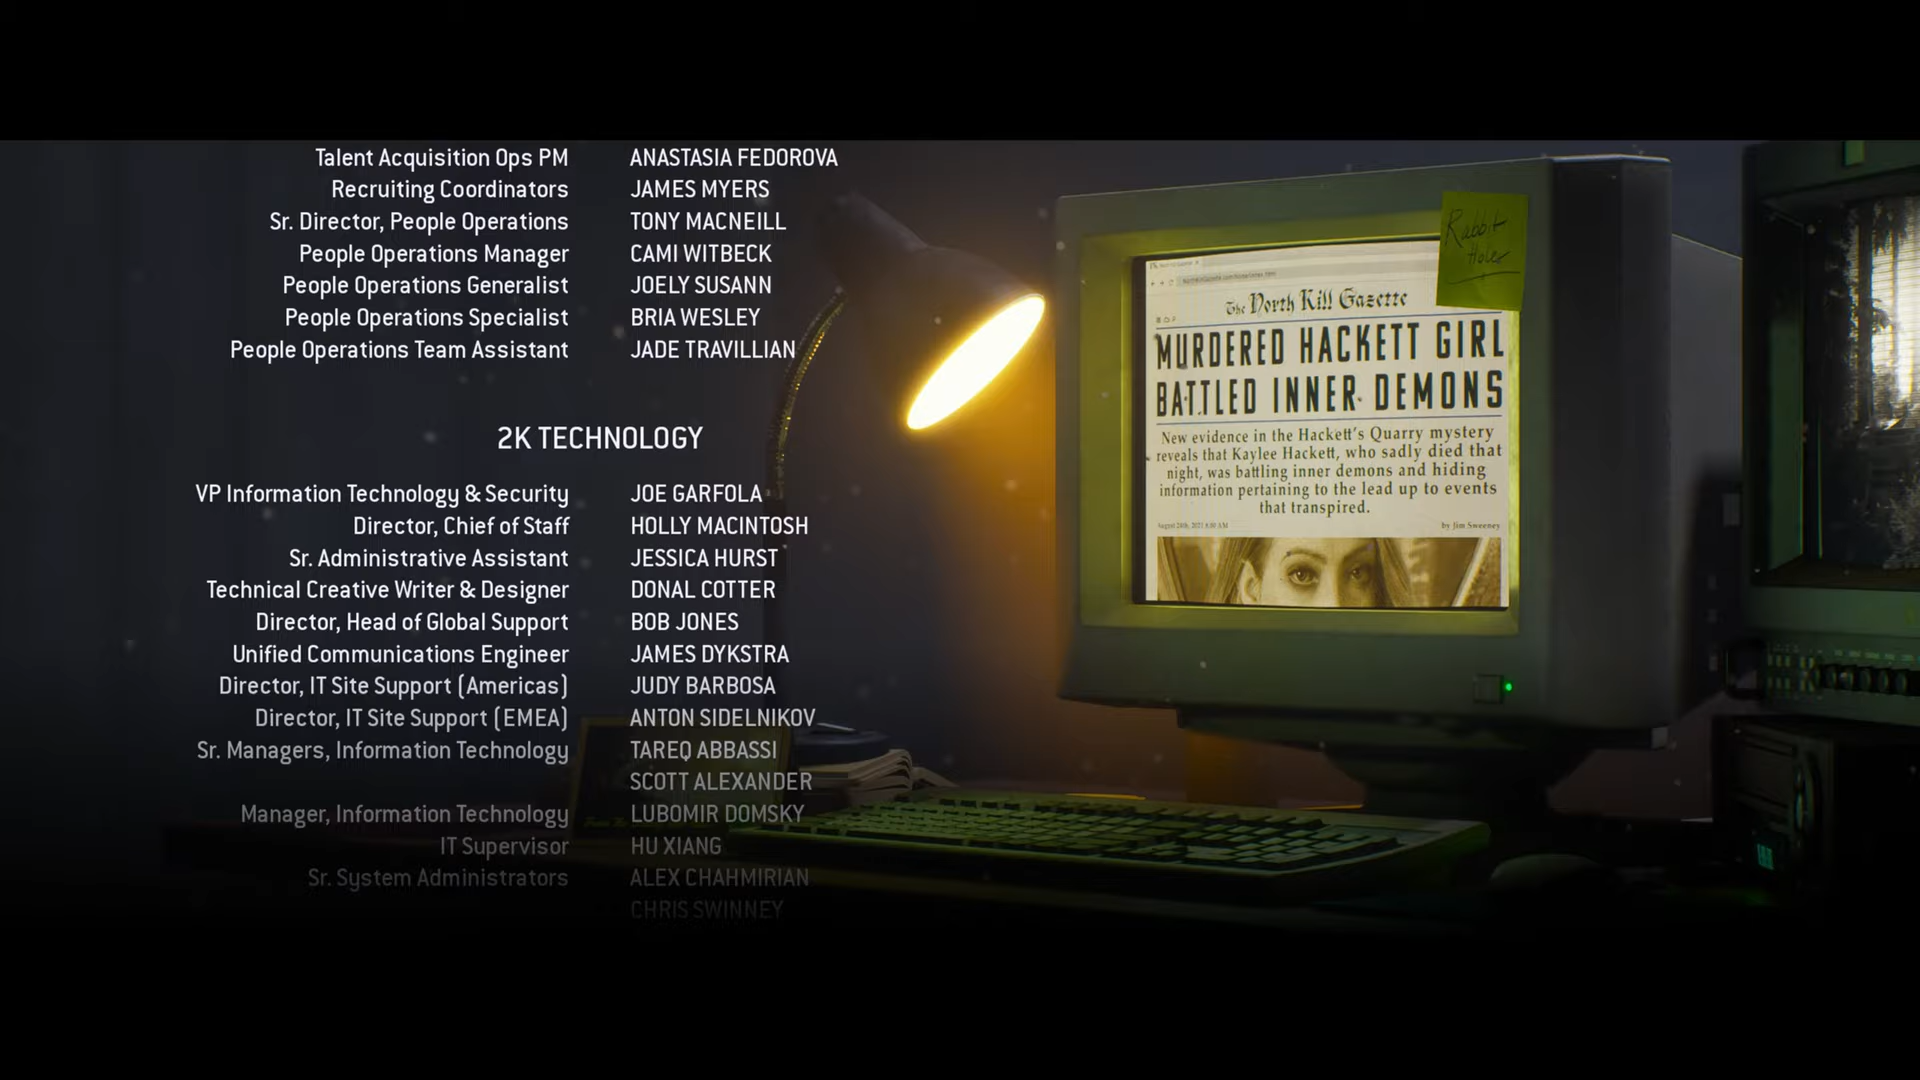 Talent Acquisition Ops PM ANASTASIA FEDOROVA
Recruiting Coordinators JAMES MYERS
Sr. Director, People Operations TONY MACNEILL
People Operations Manager CAMI WITBECK
People Operations Generalist JOELY SUSANN
People Operations Specialist BRIA WESLEY
People Operations Team Assistant JADE TRAVILLIAN
2K TECHNOLOGY
VP Information Technology & Security JOE GARFOLA
Director, Chief of Staff HOLLY MACINTOSH
Sr. Administrative Assistant JESSICA HURST
Technical Creative Writer & Designer DONAL COTTER
Director, Head of Global Support BOB JONES
Unified Communications Engineer JAMES DYKSTRA
Director, IT Site Support (Americas) JUDY BARBOSA
Director, IT Site Support (EMEA) ANTON SIDELNIKOV
Sr. Managers, Information Technology TAREQ ABBASSI
SCOTT ALEXANDER
Manager, Information Technology LUBOMIR DOMSKY
IT Supervisor HU XIANG
Sr. System Administrators ALEX CHAHMIRIAN
CHRIS SWINNEY
Rabbit
Holes
The North Kill Gazette
MURDERED HACKETT GIRL
BATTLED INNER DEMONS
New evidence in the Hackett's Quarry mystery
reveals that Kaylee Hackett, who sadly died that
night, was battling inner demons and hiding
information pertaining to the lead up to events
that transpired.
August 24th, 2021 8:50 AM by Jim Sweeney